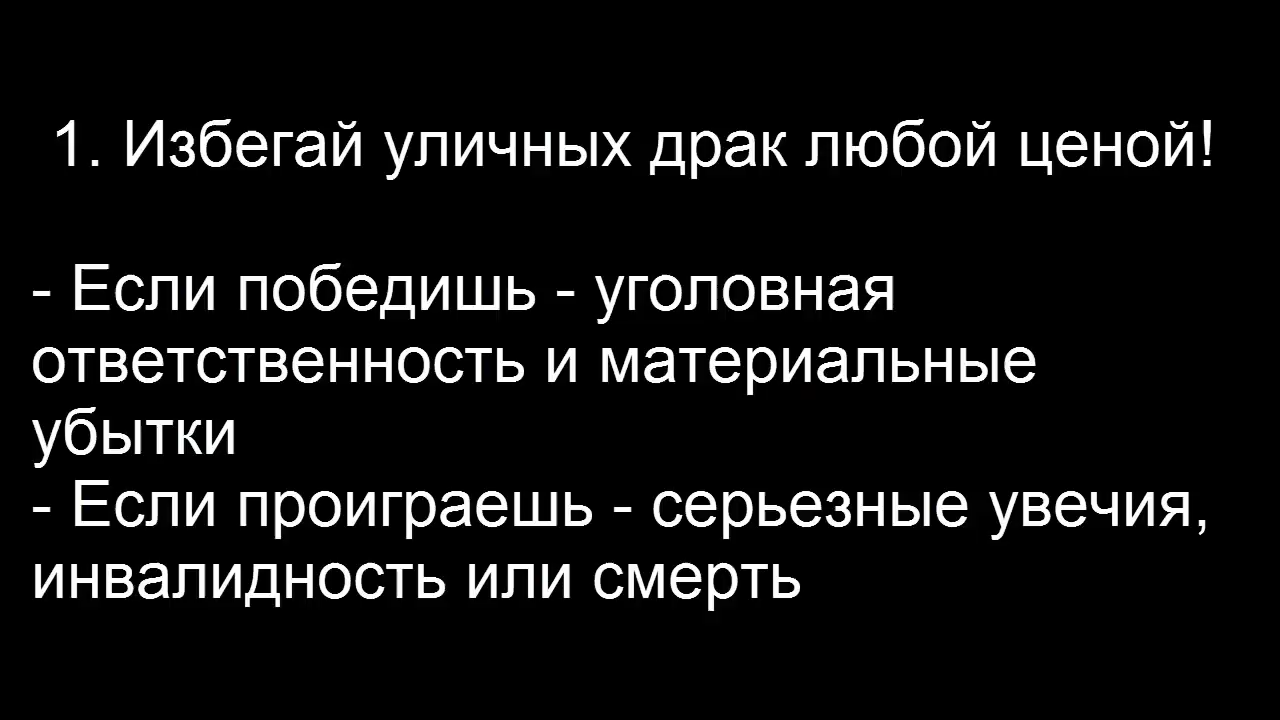 1. Избегай уличных драк любой ценой!
- Если победишь - уголовная
ответственность и материальные
убытки
- Если проиграешь - серьезные увечия,
инвалидность или смерть